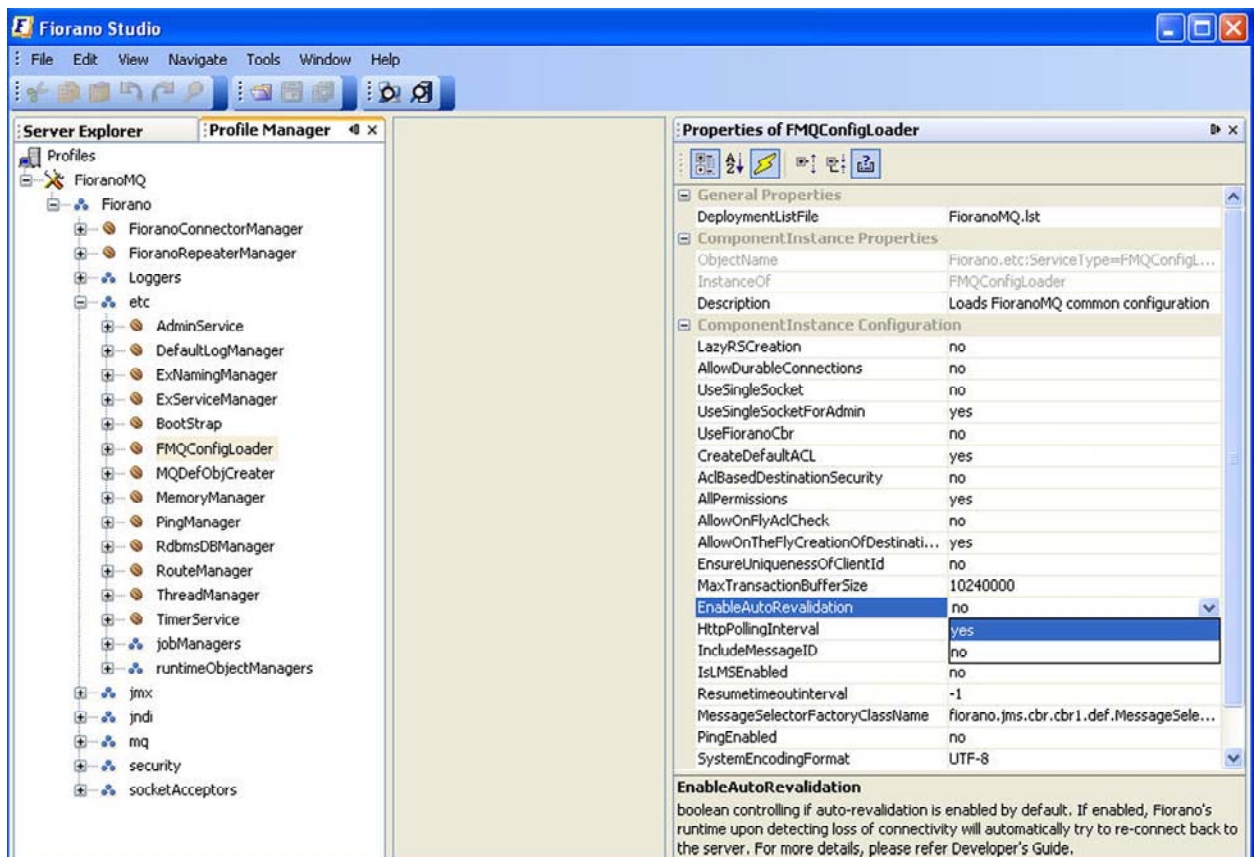 Fiorano Studio
File Edit View Navigate Tools Window Help
Server Explorer Profile Manager
Profiles
FioranoMQ
Fiorano
FioranoConnectorManager
FioranoRepeaterManager
Loggers
etc
AdminService
DefaultLogManager
ExNamingManager
ExServiceManager
BootStrap
FMQConfigLoader
MQDefObjCreater
MemoryManager
PingManager
RdbmsDBManager
RouteManager
ThreadManager
TimerService
jobManagers
runtimeObjectManagers
jmx
jndi
mq
security
socketAcceptors
Properties of FMQConfigLoader
General Properties
DeploymentListFile FioranoMQ.lst
ComponentInstance Properties
ObjectName Fiorano.etc:ServiceType=FMQConfigL...
InstanceOf FMQConfigLoader
Description Loads FioranoMQ common configuration
ComponentInstance Configuration
LazyRSCreation no
AllowDurableConnections no
UseSingleSocket no
UseSingleSocketForAdmin yes
UseFioranoCbr no
CreateDefaultACL yes
AclBasedDestinationSecurity no
AllPermissions yes
AllowOnFlyAclCheck no
AllowOnTheFlyCreationOfDestinati... yes
EnsureUniquenessOfClientId no
MaxTransactionBufferSize 10240000
EnableAutoRevalidation no
HttpPollingInterval yes
IncludeMessageID no
IsLMSEnabled no
Resumetimeoutinterval -1
MessageSelectorFactoryClassName fiorano.jms.cbr.cbr1.def.MessageSele...
PingEnabled no
SystemEncodingFormat UTF-8
EnableAutoRevalidation
boolean controlling if auto-revalidation is enabled by default. If enabled, Fiorano's
runtime upon detecting loss of connectivity will automatically try to re-connect back to
the server. For more details, please refer Developer's Guide.